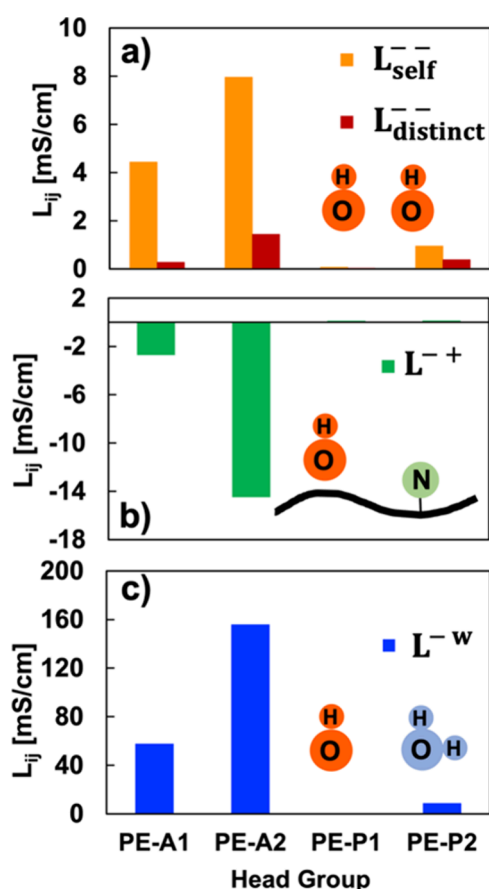 a)
L⁻⁻self
L⁻⁻distinct
10
8
6
4
2
0
Lij [mS/cm]
H H
O O
2
-2
-6
-10
-14
-18
Lij [mS/cm]
L⁻⁺
H
O
N
b)
c)
200
160
120
80
40
0
Lij [mS/cm]
L⁻ʷ
H H
O O H
PE-A1 PE-A2 PE-P1 PE-P2
Head Group